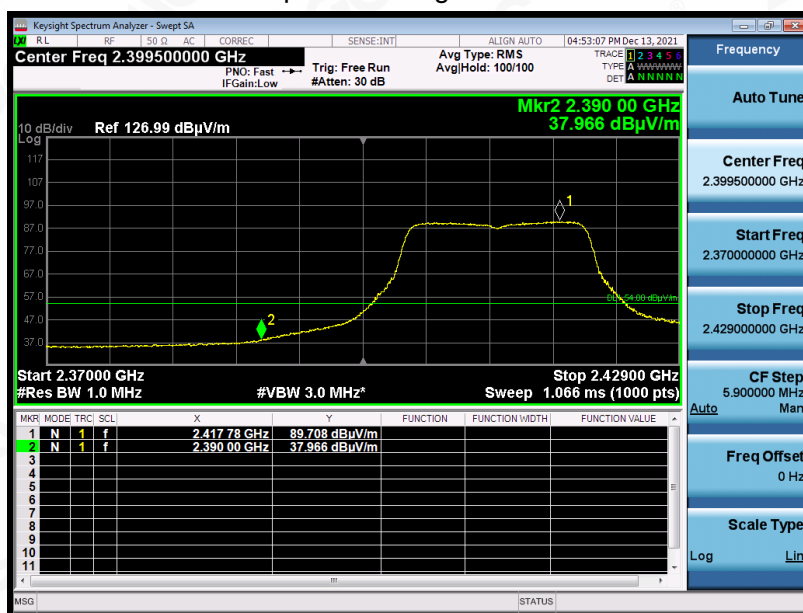 Keysight Spectrum Analyzer - Swept SA
LXI RL RF 50 Ω AC CORREC SENSE:INT ALIGN AUTO 04:53:07 PM Dec 13, 2021
Center Freq 2.399500000 GHz
PNO: Fast
IFGain:Low
Trig: Free Run
#Atten: 30 dB
Avg Type: RMS
Avg|Hold: 100/100
TRACE 1 2 3 4 5 6
TYPE A WWWWW
DET A N N N N N
Mkr2 2.390 00 GHz
37.966 dBµV/m
10 dB/div Ref 126.99 dBµV/m
Log
117
107
97.0
87.0
77.0
67.0
57.0
47.0
37.0
1
2
54.00 dBµV/m
Start 2.37000 GHz Stop 2.42900 GHz
#Res BW 1.0 MHz #VBW 3.0 MHz* Sweep 1.066 ms (1000 pts)
MKR MODE TRC SCL X Y FUNCTION FUNCTION WIDTH FUNCTION VALUE
1 N 1 f 2.417 78 GHz 89.708 dBµV/m
2 N 1 f 2.390 00 GHz 37.966 dBµV/m
3
4
5
6
7
8
9
10
11
MSG STATUS
Frequency
Auto Tune
Center Freq
2.399500000 GHz
Start Freq
2.370000000 GHz
Stop Freq
2.429000000 GHz
CF Step
5.900000 MHz
Auto Man
Freq Offset
0 Hz
Scale Type
Log Lin